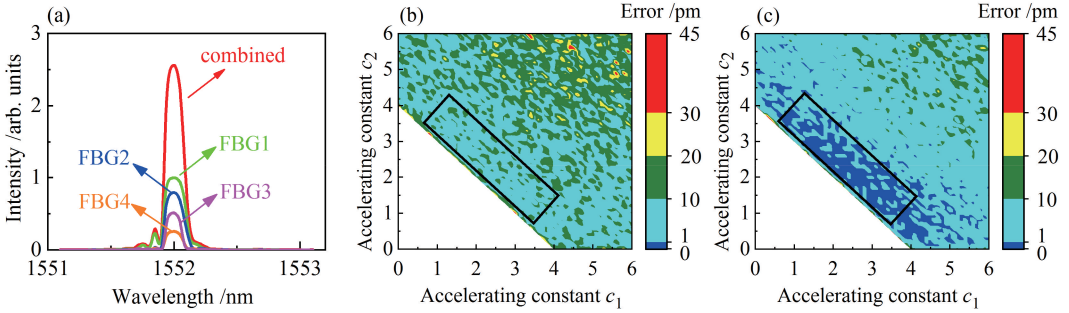 (a)
Intensity /arb. units
3
2
1
0
combined
FBG1
FBG2
FBG3
FBG4
1551
1552
1553
Wavelength /nm
(b)
Error /pm
Accelerating constant c₂
6
5
4
3
2
1
0
0 1 2 3 4 5 6
Accelerating constant c₁
45
30
20
10
1
0
(c)
Error /pm
Accelerating constant c₂
6
5
4
3
2
1
0
0 1 2 3 4 5 6
Accelerating constant c₁
45
30
20
10
1
0